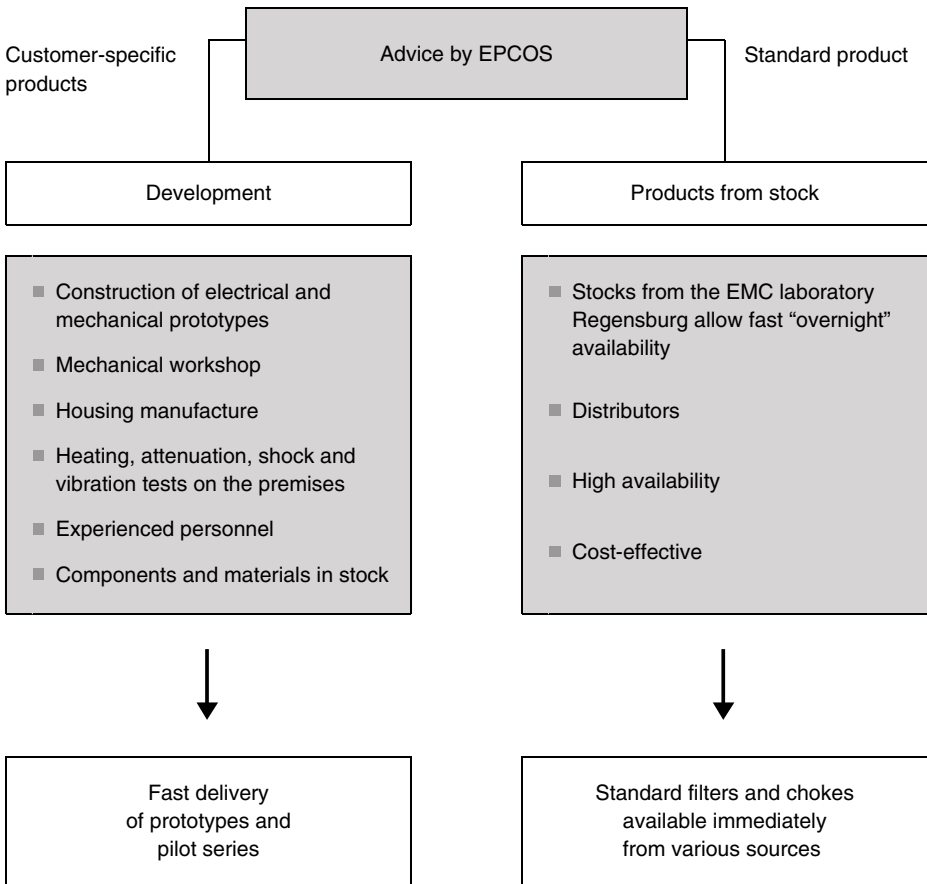 Advice by EPCOS
Customer-specific
products
Standard product
Development
Products from stock
Construction of electrical and
mechanical prototypes
Mechanical workshop
Housing manufacture
Heating, attenuation, shock and
vibration tests on the premises
Experienced personnel
Components and materials in stock
Stocks from the EMC laboratory
Regensburg allow fast “overnight”
availability
Distributors
High availability
Cost-effective
Fast delivery
of prototypes and
pilot series
Standard filters and chokes
available immediately
from various sources